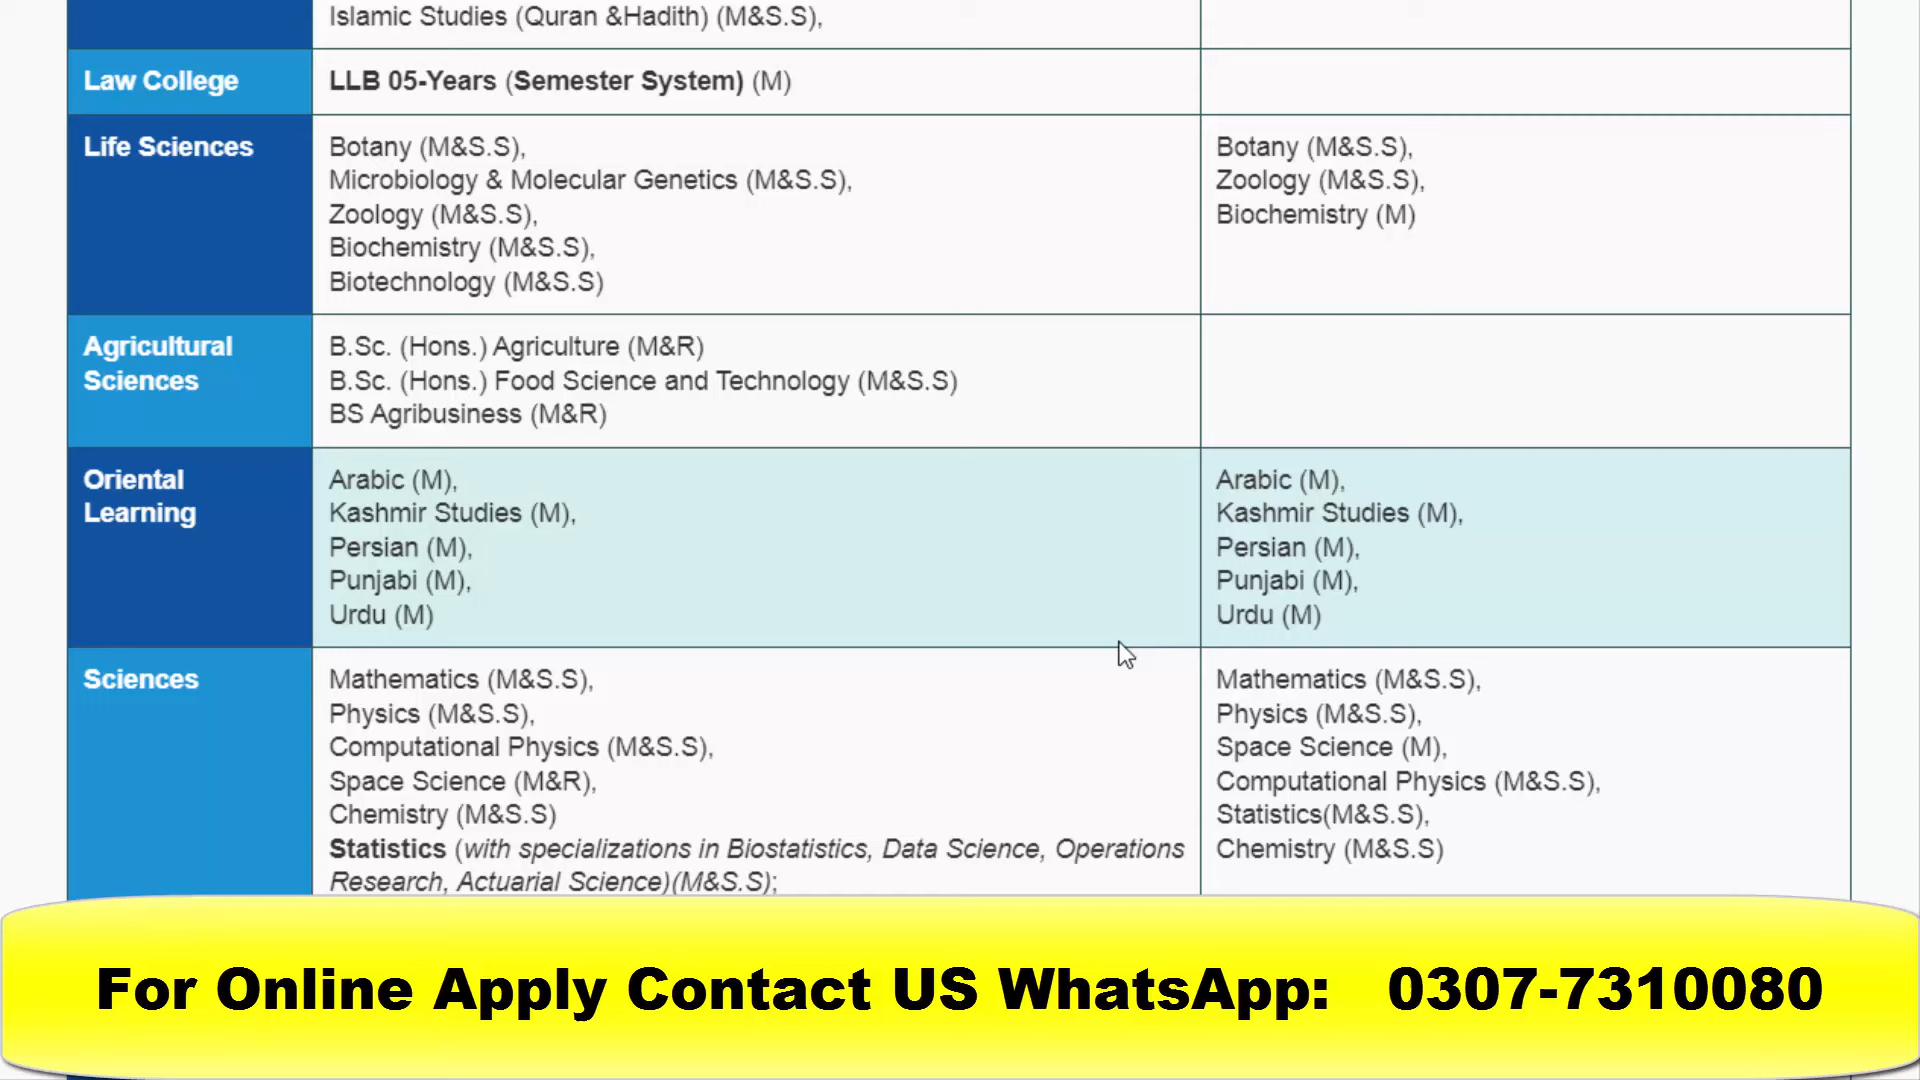 Islamic Studies (Quran &Hadith) (M&S.S),
Law College
LLB 05-Years (Semester System) (M)
Life Sciences
Botany (M&S.S),
Microbiology & Molecular Genetics (M&S.S),
Zoology (M&S.S),
Biochemistry (M&S.S),
Biotechnology (M&S.S)
Botany (M&S.S),
Zoology (M&S.S),
Biochemistry (M)
Agricultural
Sciences
B.Sc. (Hons.) Agriculture (M&R)
B.Sc. (Hons.) Food Science and Technology (M&S.S)
BS Agribusiness (M&R)
Oriental
Learning
Arabic (M),
Kashmir Studies (M),
Persian (M),
Punjabi (M),
Urdu (M)
Arabic (M),
Kashmir Studies (M),
Persian (M),
Punjabi (M),
Urdu (M)
Sciences
Mathematics (M&S.S),
Physics (M&S.S),
Computational Physics (M&S.S),
Space Science (M&R),
Chemistry (M&S.S)
Statistics (with specializations in Biostatistics, Data Science, Operations
Research, Actuarial Science)(M&S.S);
Mathematics (M&S.S),
Physics (M&S.S),
Space Science (M),
Computational Physics (M&S.S),
Statistics(M&S.S),
Chemistry (M&S.S)
For Online Apply Contact US WhatsApp: 0307-7310080